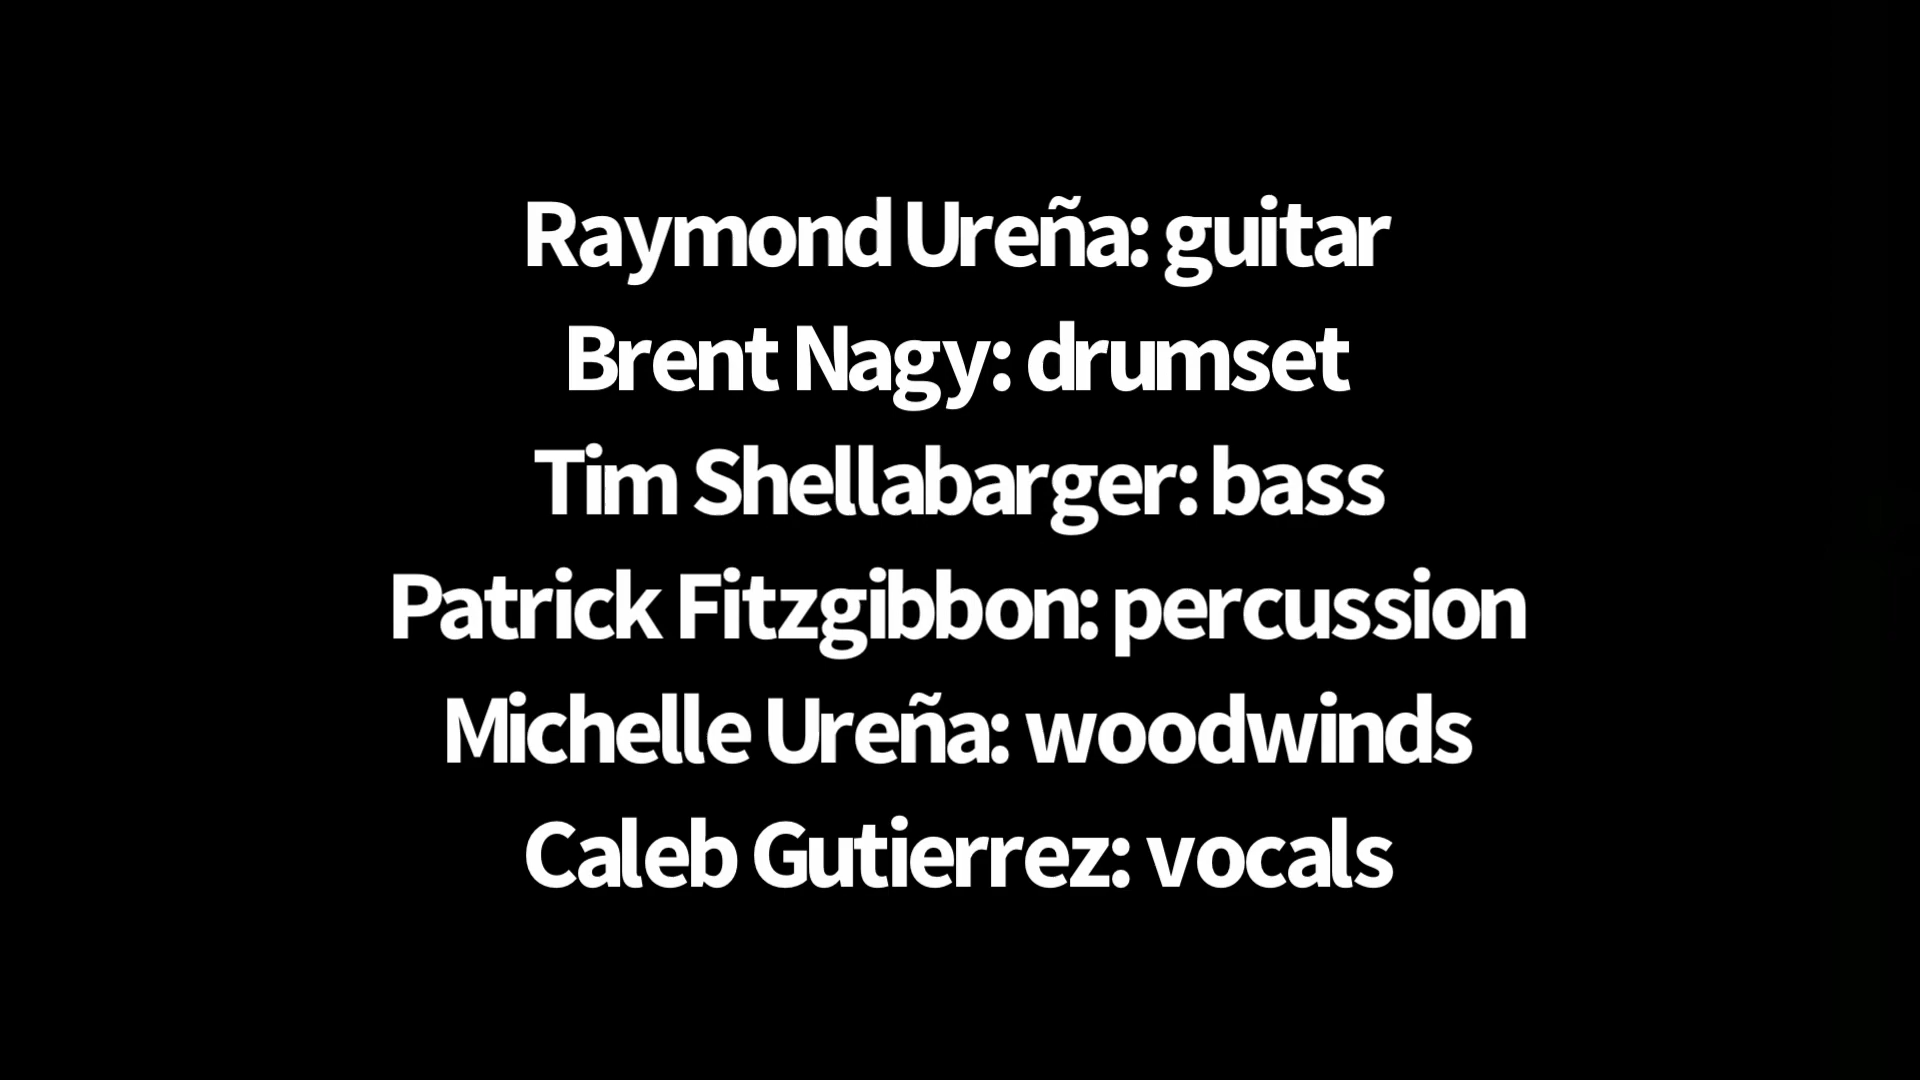 Raymond Ureña: guitar
Brent Nagy: drumset
Tim Shellabarger: bass
Patrick Fitzgibbon: percussion
Michelle Ureña: woodwinds
Caleb Gutierrez: vocals